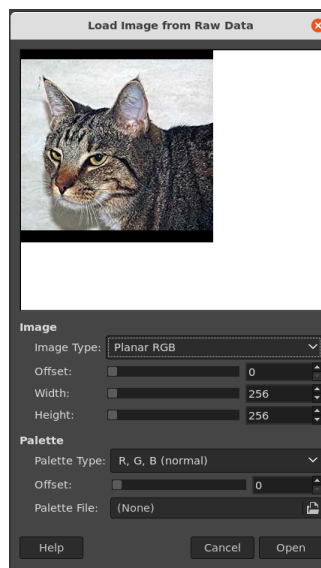 Load Image from Raw Data
Image
Image Type: Planar RGB
Offset: 0
Width: 256
Height: 256
Palette
Palette Type: R, G, B (normal)
Offset: 0
Palette File: (None)
Help Cancel Open